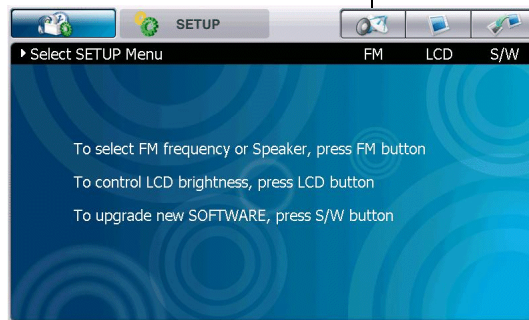 SETUP
Select SETUP Menu FM LCD S/W
To select FM frequency or Speaker, press FM button
To control LCD brightness, press LCD button
To upgrade new SOFTWARE, press S/W button